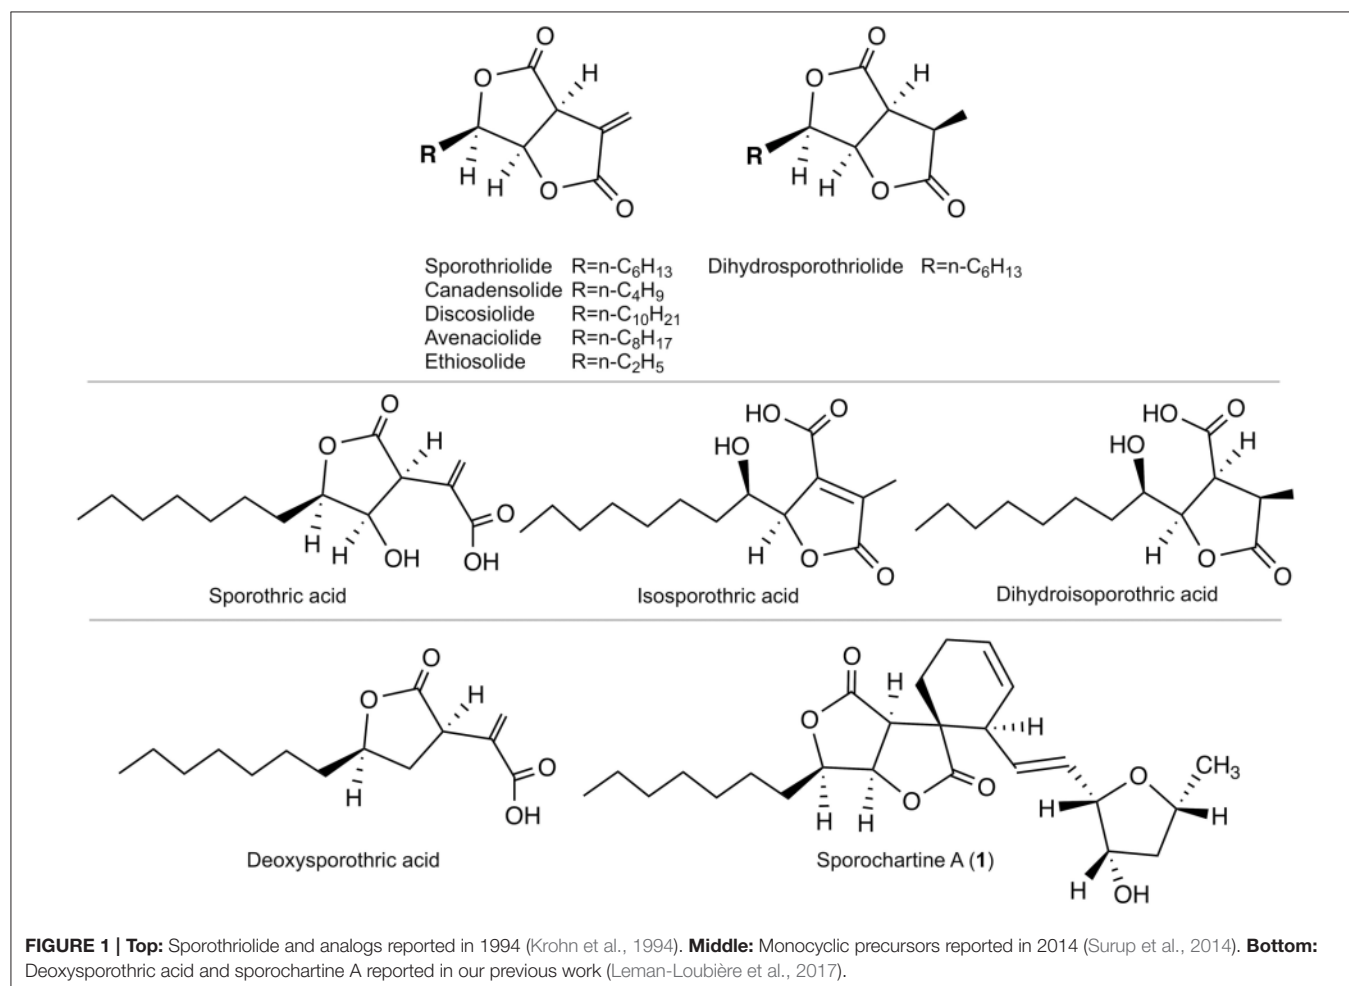 O
O
H
R
H
H
O
O
O
O
H
R
H
H
O
O
Sporothriolide R=n-C6H13
Dihydrosporothriolide R=n-C6H13
Canadensolide R=n-C4H9
Discosiolide R=n-C10H21
Avenaciolide R=n-C8H17
Ethiosolide R=n-C2H5
O
O
H
O
H
H
OH
OH
Sporothric acid
HO
O
HO
H
O
O
Isosporothric acid
HO
O
HO
H
H
O
O
Dihydroisoporothric acid
O
O
H
O
H
OH
Deoxysporothric acid
O
H
O
H
O
O
H
H
O
CH3
H
H
H
OH
Sporochartine A (1)
FIGURE 1 | Top: Sporothriolide and analogs reported in 1994 (Krohn et al., 1994). Middle: Monocyclic precursors reported in 2014 (Surup et al., 2014). Bottom:
Deoxysporothric acid and sporochartine A reported in our previous work (Leman-Loubière et al., 2017).